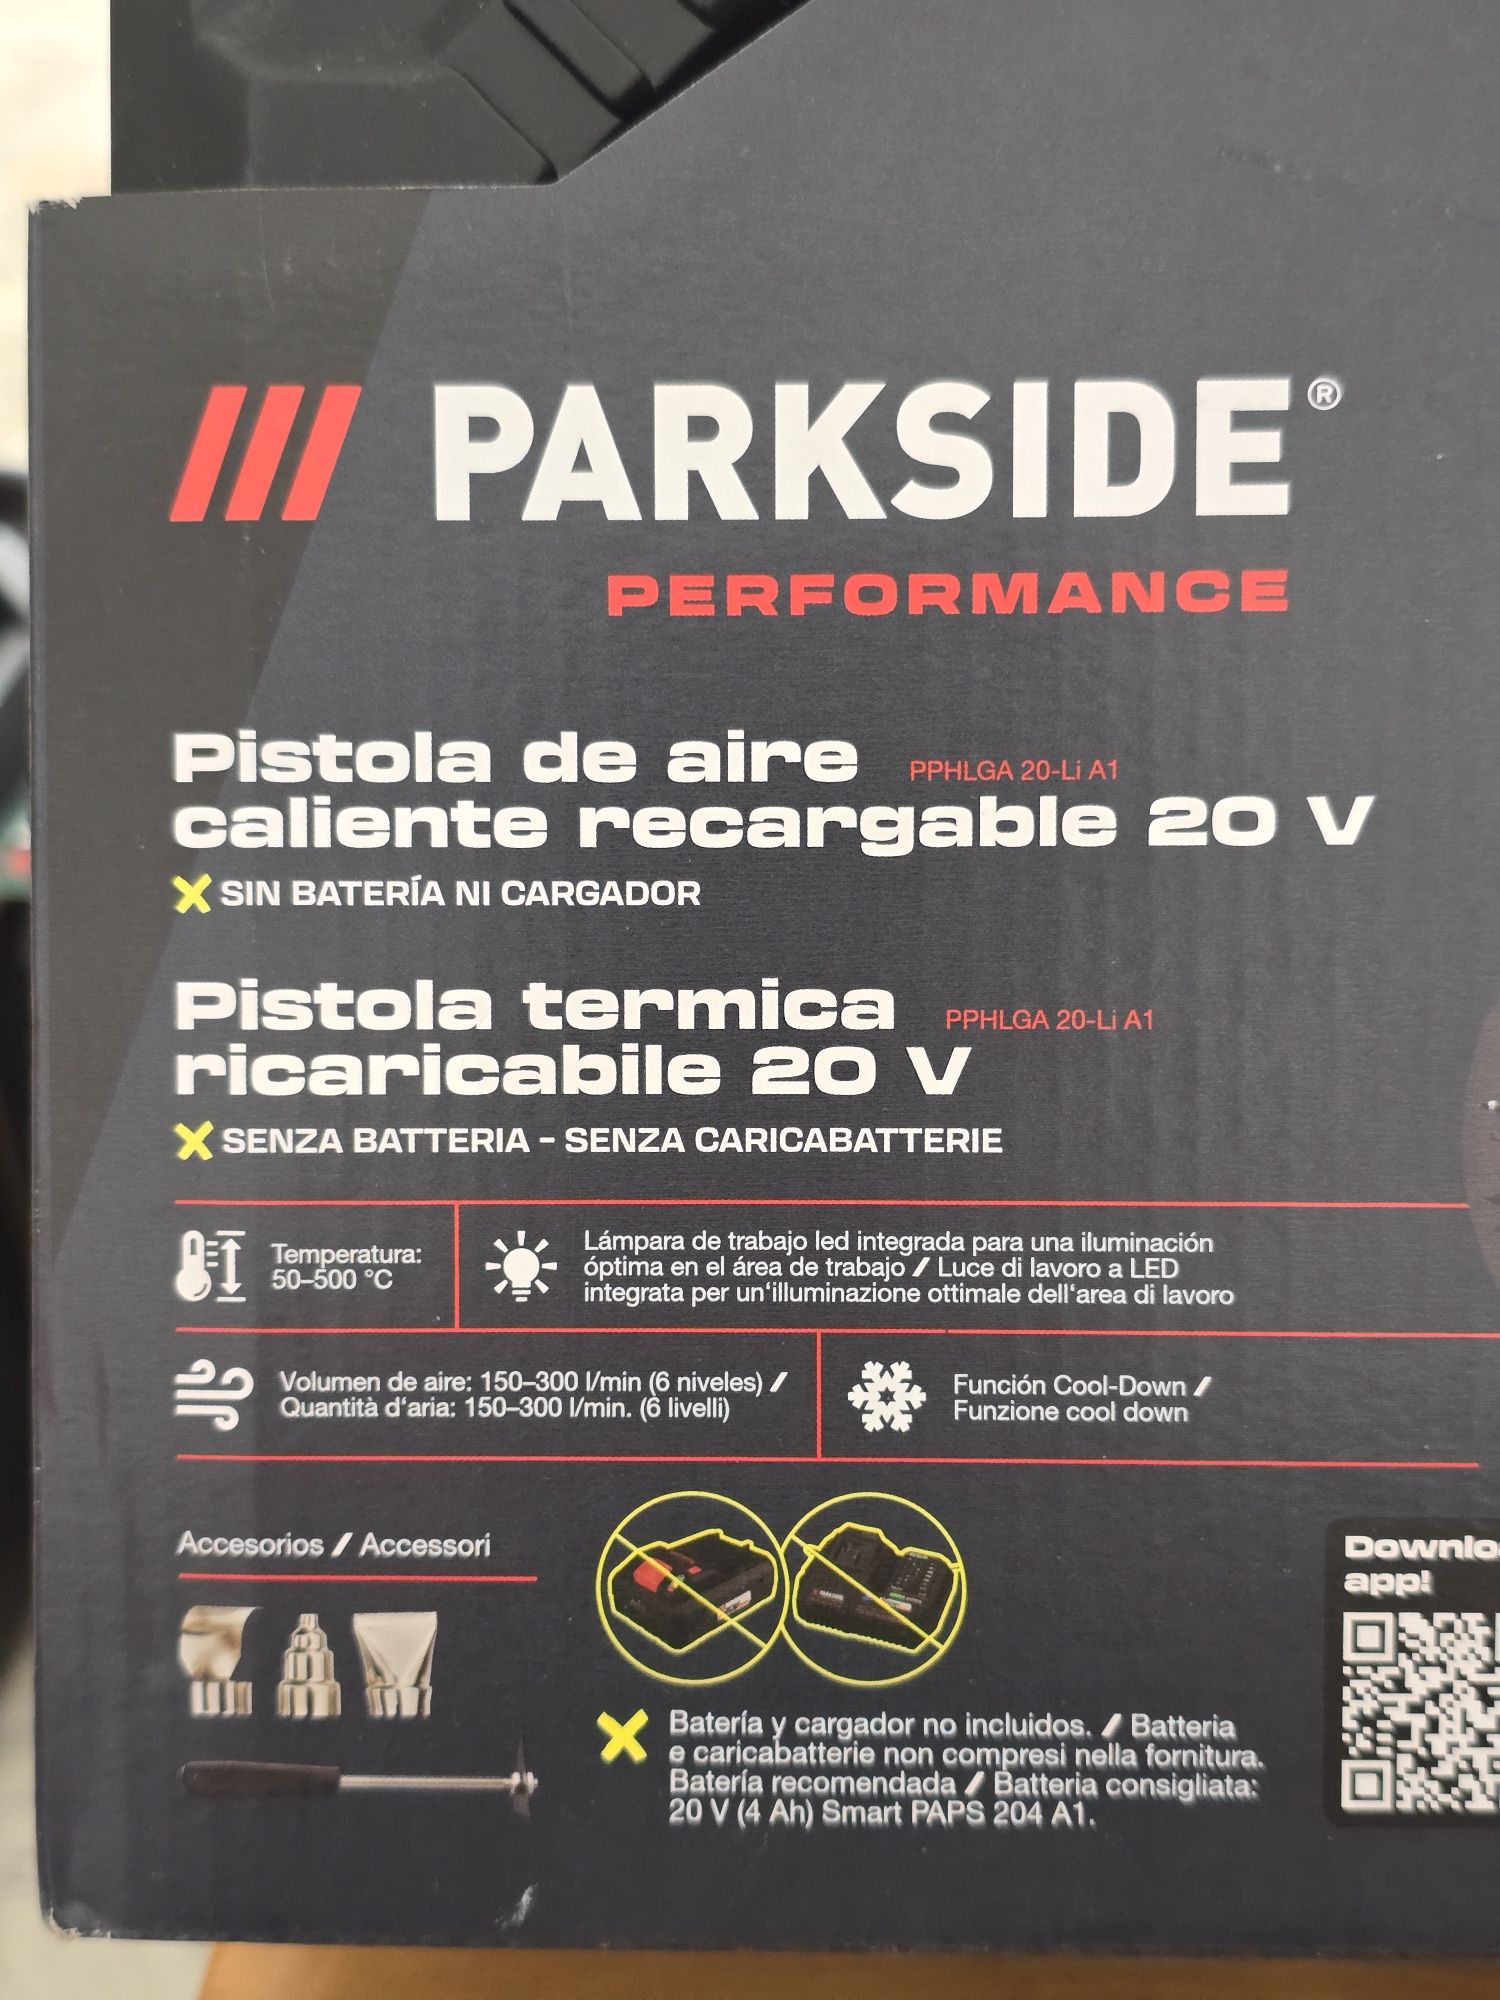 /// PARKSIDE®
PERFORMANCE
Pistola de aire PPHLGA 20-Li A1
caliente recargable 20 V
SIN BATERÍA NI CARGADOR
Pistola termica PPHLGA 20-Li A1
ricaricabile 20 V
SENZA BATTERIA - SENZA CARICABATTERIE
Temperatura:
50–500 °C
Lámpara de trabajo led integrada para una iluminación
óptima en el área de trabajo / Luce di lavoro a LED
integrata per un‘illuminazione ottimale dell‘area di lavoro
Volumen de aire: 150–300 l/min (6 niveles) /
Quantità d‘aria: 150–300 l/min. (6 livelli)
Función Cool-Down /
Funzione cool down
Accesorios / Accessori
Batería y cargador no incluidos. / Batteria
e caricabatterie non compresi nella fornitura.
Batería recomendada / Batteria consigliata:
20 V (4 Ah) Smart PAPS 204 A1.
Downlo
app!